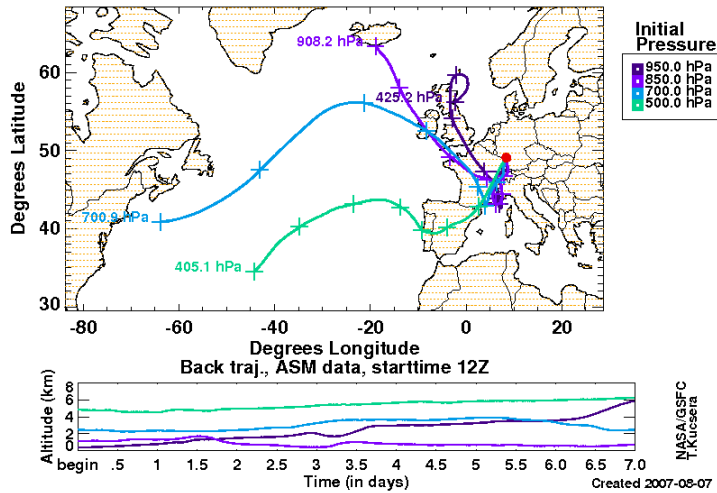 Initial
Pressure
950.0 hPa
850.0 hPa
700.0 hPa
500.0 hPa
908.2 hPa
425.2 hPa
700.9 hPa
405.1 hPa
Degrees Latitude
60
50
40
30
-80 -60 -40 -20 0 20
Degrees Longitude
Back traj., ASM data, starttime 12Z
Altitude (km)
8
6
4
2
0
begin .5 1 1.5 2. 2.5 3.0 3.5 4.0 4.5 5.0 5.5 6.0 6.5 7.0
Time (in days)
NASA/GSFC
T.Kucsera
Created 2007-08-07